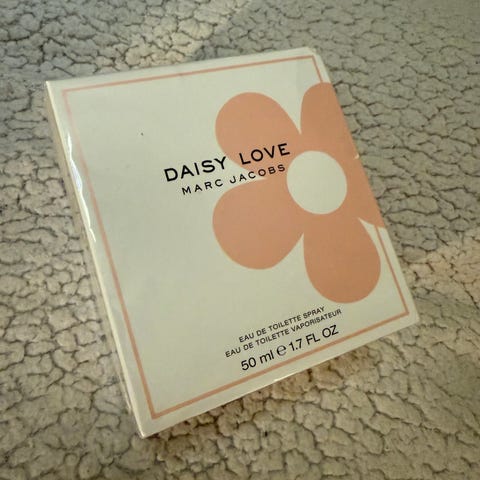 DAISY LOVE
MARC JACOBS
EAU DE TOILETTE SPRAY
EAU DE TOILETTE VAPORISATEUR
50 ml ℮ 1.7 FL OZ